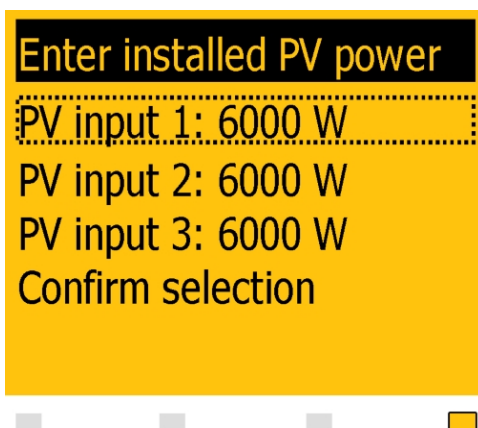 Enter installed PV power
PV input 1: 6000 W
PV input 2: 6000 W
PV input 3: 6000 W
Confirm selection